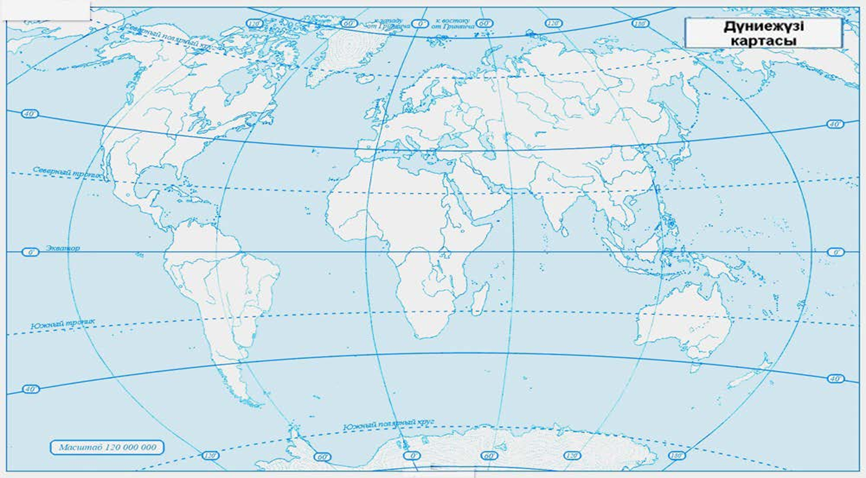 120
60
к западу
от Гринвича
0
к востоку
от Гринвича
60
120
180
Дүниежүзі
картасы
Северный полярный круг
40
40
Северный тропик
0
Экватор
0
Южный тропик
40
40
Южный полярный круг
Масштаб 120 000 000
120
60
0
60
120
180